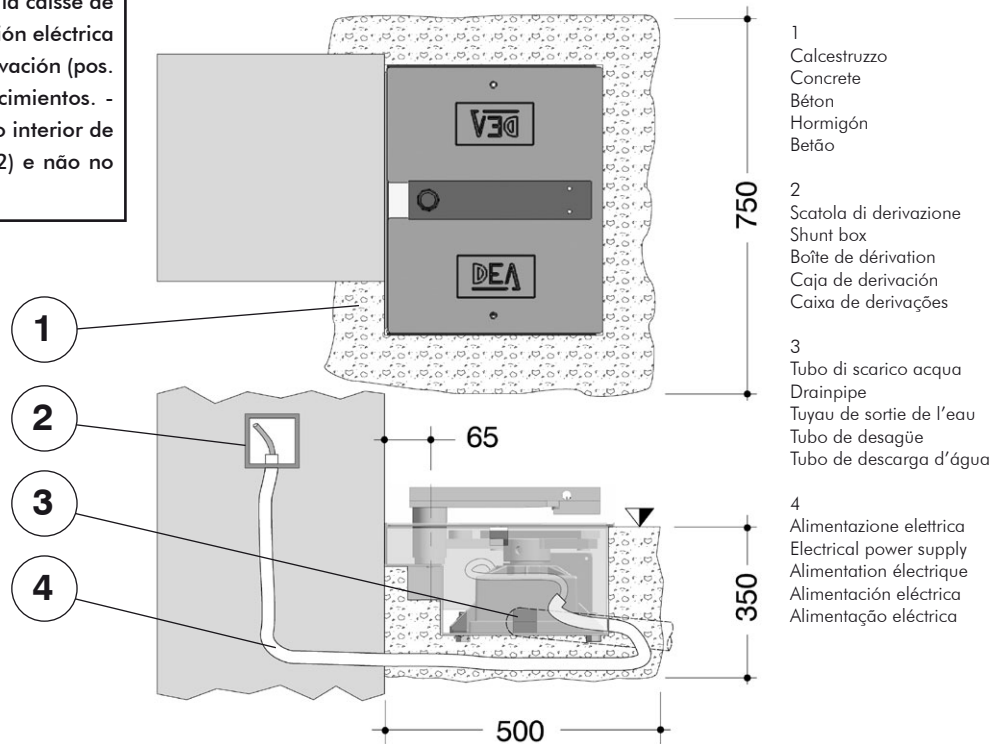 la caisse de
ión eléctrica
vación (pos.
cimientos. -
o interior de
2) e não no
DEA
DEA
750
1
Calcestruzzo
Concrete
Béton
Hormigón
Betão
2
Scatola di derivazione
Shunt box
Boîte de dérivation
Caja de derivación
Caixa de derivações
3
Tubo di scarico acqua
Drainpipe
Tuyau de sortie de l’eau
Tubo de desagüe
Tubo de descarga d’água
4
Alimentazione elettrica
Electrical power supply
Alimentation électrique
Alimentación eléctrica
Alimentação eléctrica
1
2
3
4
65
350
500